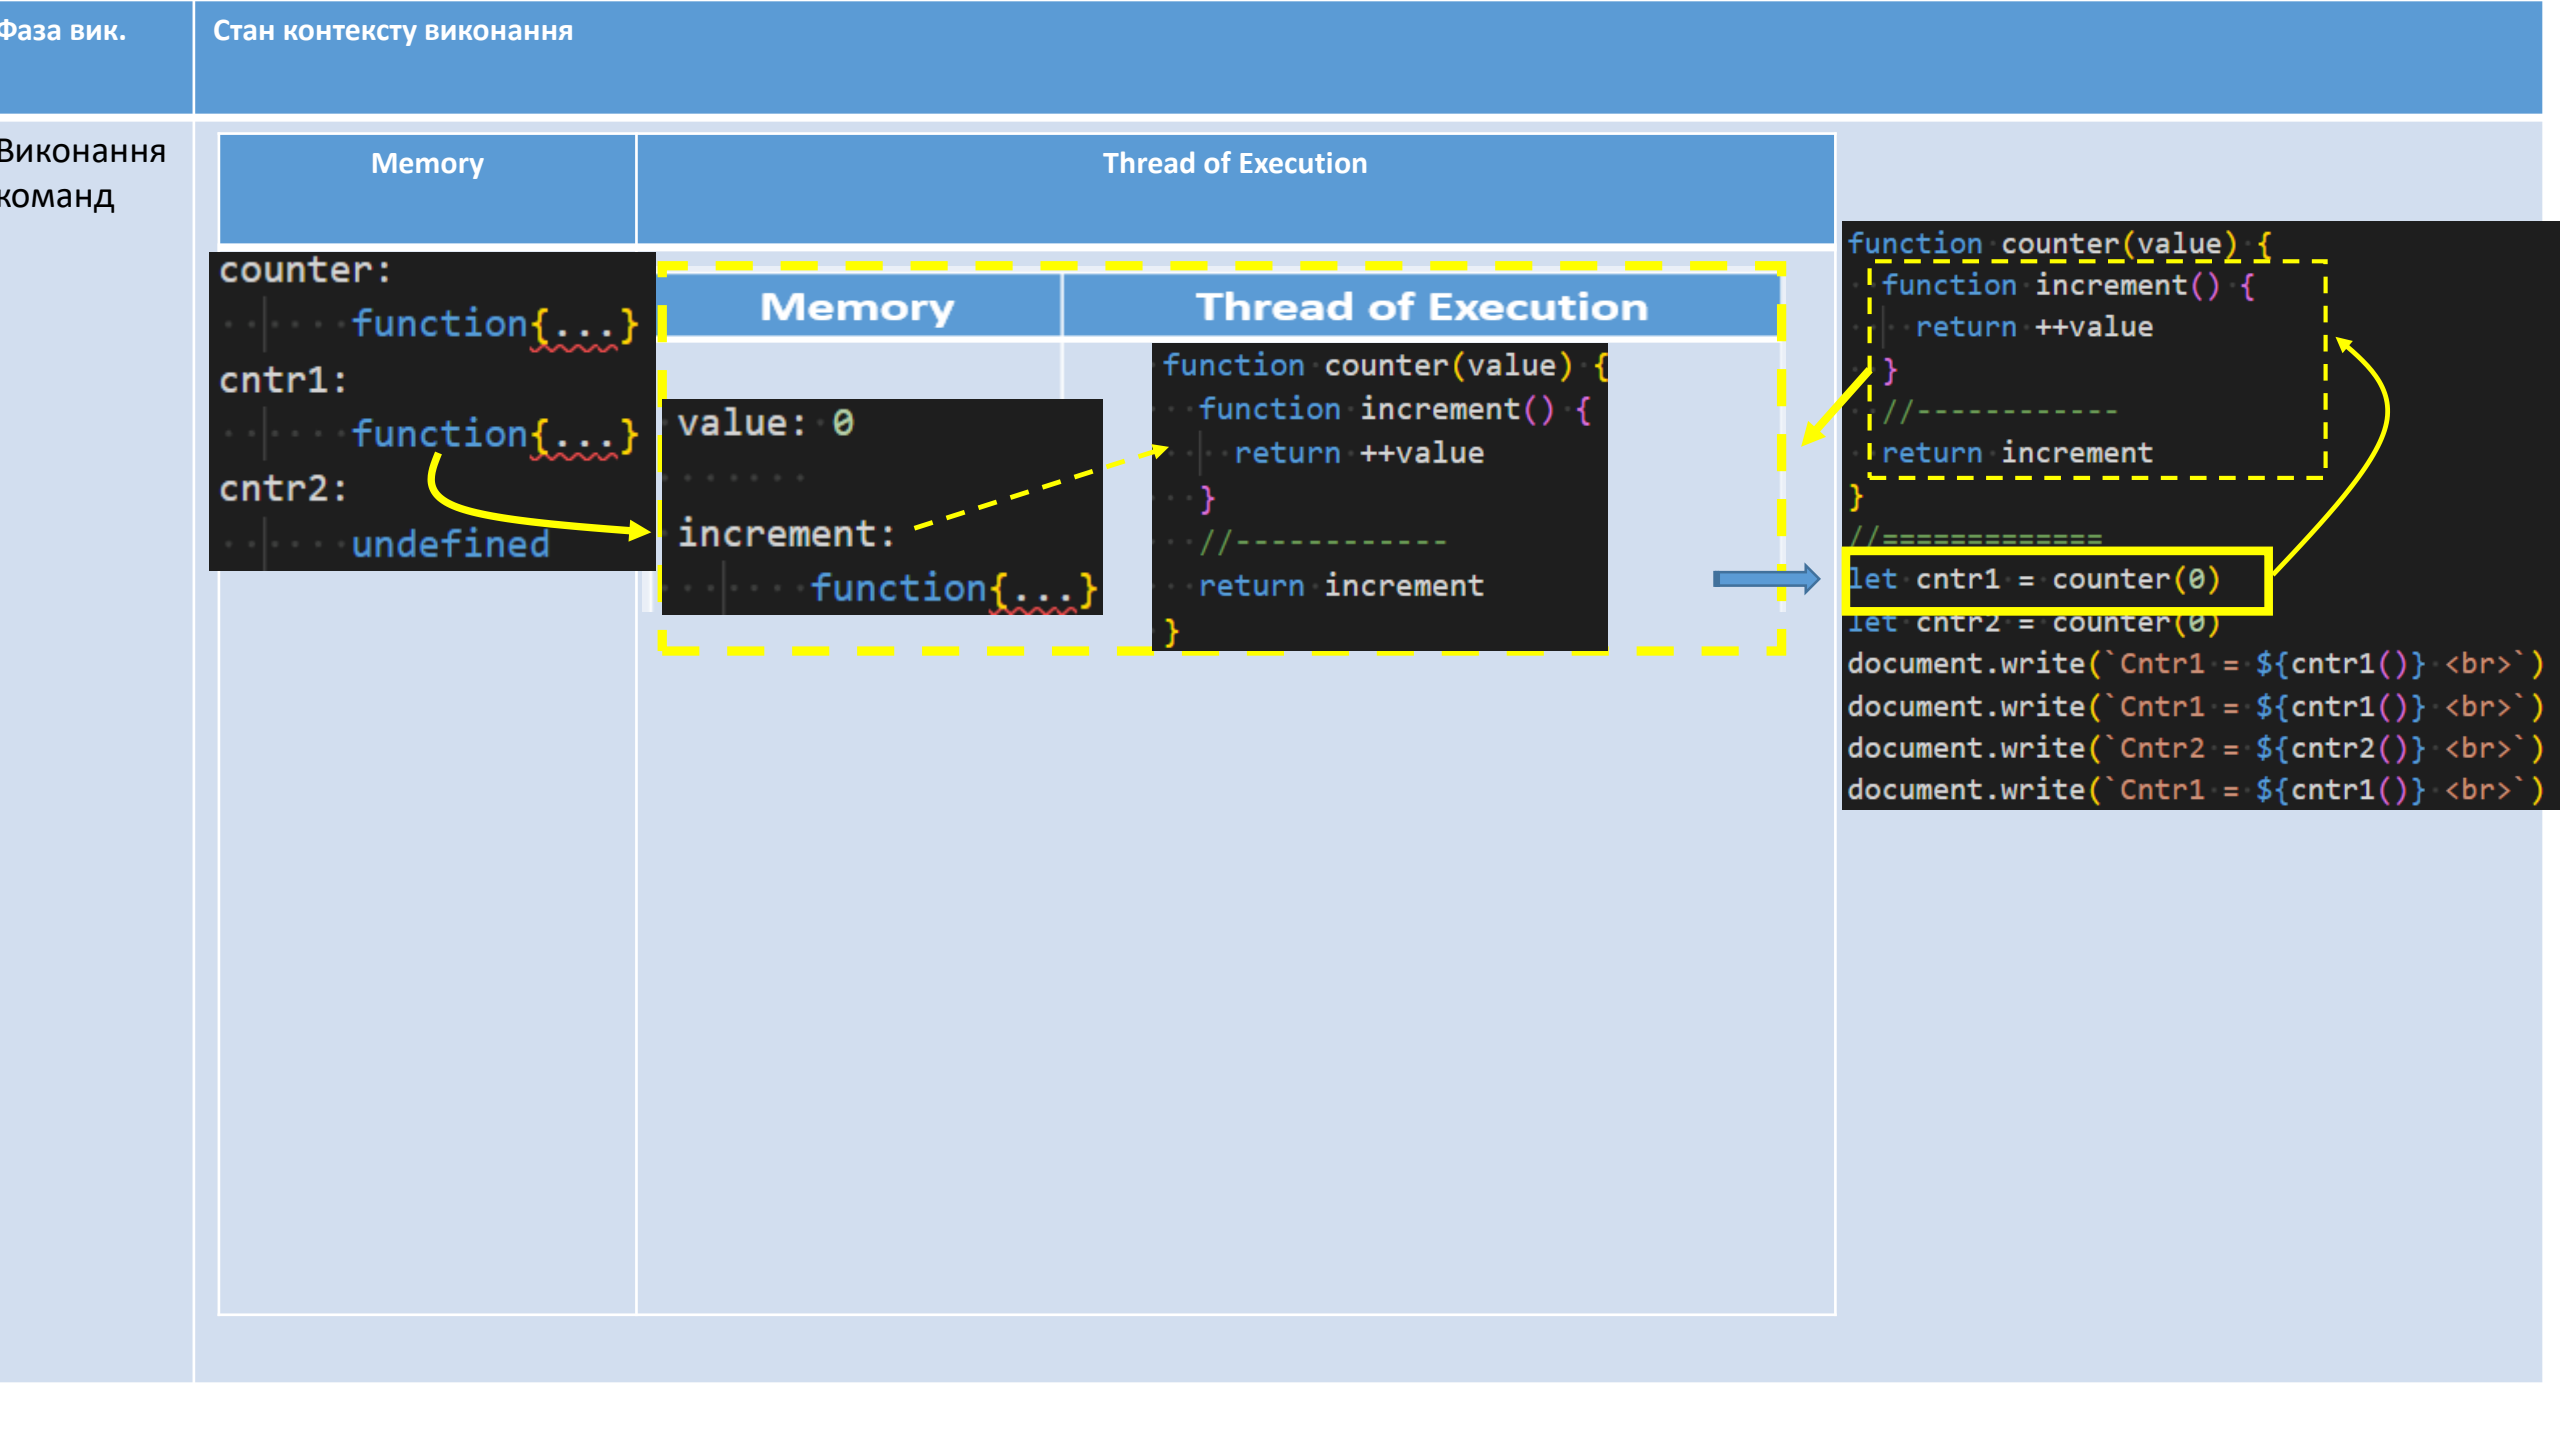 Фаза вик.
Стан контексту виконання
Виконання
команд
Memory
Thread of Execution
counter:
function{...}
cntr1:
function{...}
cntr2:
undefined
Memory
Thread of Execution
value: 0
increment:
function{...}
function counter(value) {
function increment() {
return ++value
}
//------------
return increment
}
function counter(value) {
function increment() {
return ++value
}
//------------
return increment
}
//=============
let cntr1 = counter(0)
let cntr2 = counter(0)
document.write(`Cntr1 = ${cntr1()} <br>`)
document.write(`Cntr1 = ${cntr1()} <br>`)
document.write(`Cntr2 = ${cntr2()} <br>`)
document.write(`Cntr1 = ${cntr1()} <br>`)